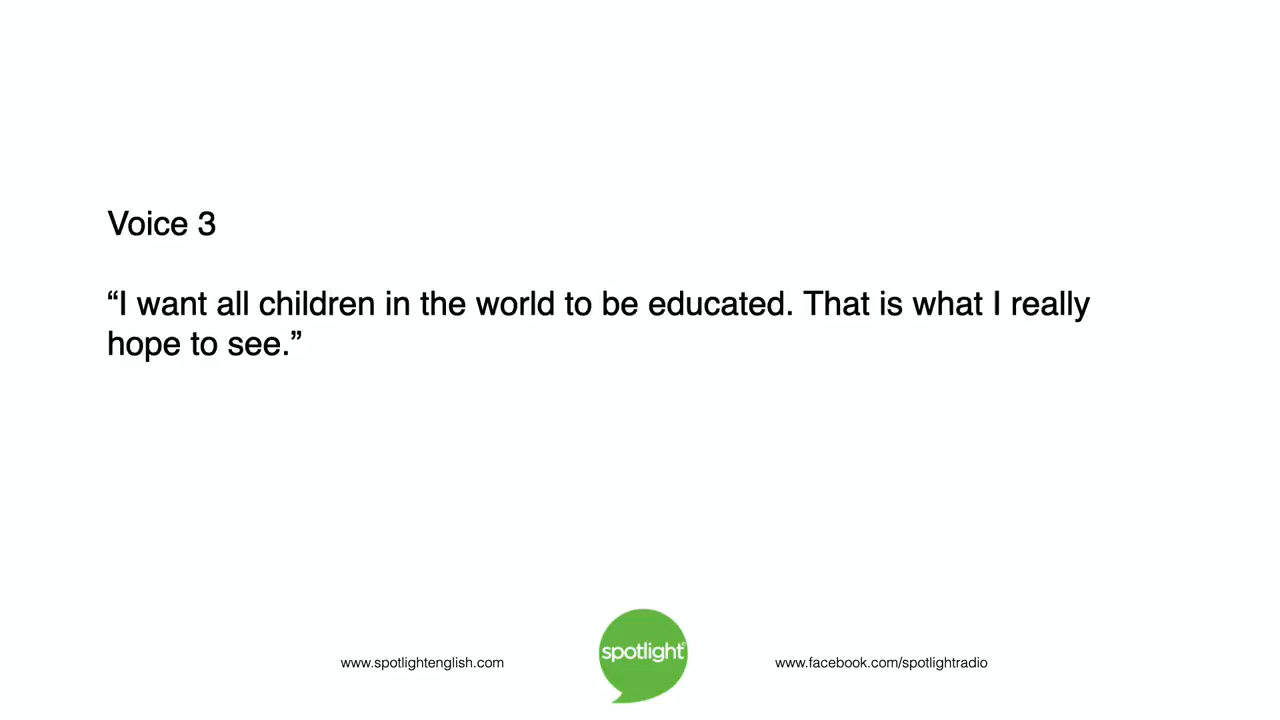 Voice 3
“I want all children in the world to be educated. That is what I really
hope to see.”
www.spotlightenglish.com
spotlight
www.facebook.com/spotlightradio